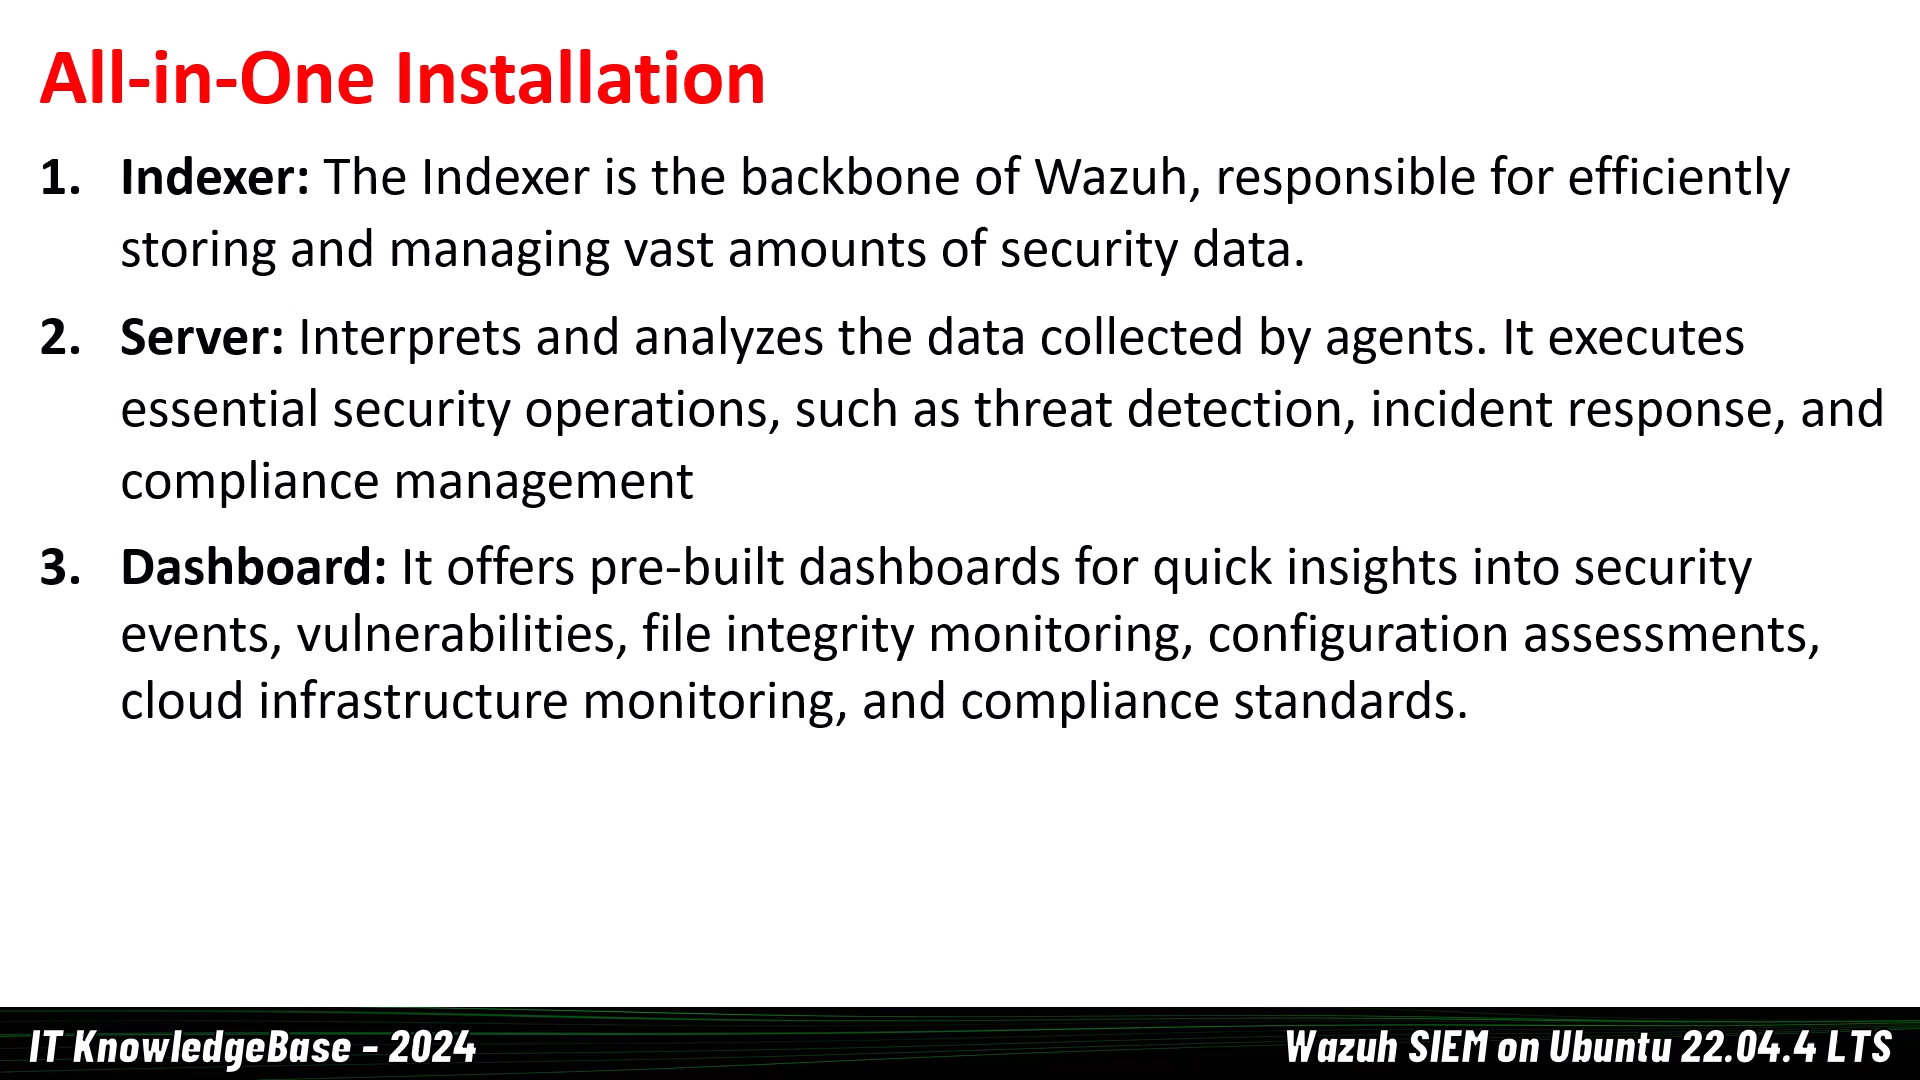 All-in-One Installation
1. Indexer: The Indexer is the backbone of Wazuh, responsible for efficiently
storing and managing vast amounts of security data.
2. Server: Interprets and analyzes the data collected by agents. It executes
essential security operations, such as threat detection, incident response, and
compliance management
3. Dashboard: It offers pre-built dashboards for quick insights into security
events, vulnerabilities, file integrity monitoring, configuration assessments,
cloud infrastructure monitoring, and compliance standards.
IT KnowledgeBase – 2024
Wazuh SIEM on Ubuntu 22.04.4 LTS